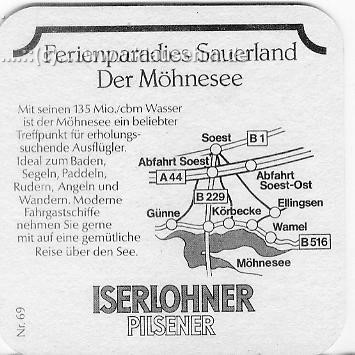 Ferienparadies Sauerland
Der Möhnesee
Mit seinen 135 Mio./cbm Wasser
ist der Möhnesee ein beliebter
Treffpunkt für erholungs-
suchende Ausflügler.
Ideal zum Baden,
Segeln, Paddeln,
Rudern, Angeln und
Wandern. Moderne
Fahrgastschiffe
nehmen Sie gerne
mit auf eine gemütliche
Reise über den See.
Soest
B 1
Abfahrt Soest
A 44
Abfahrt
Soest-Ost
B 229
Ellingsen
Günne
Körbecke
Wamel
B 516
Möhnesee
ISERLOHNER
PILSENER
Nr. 69